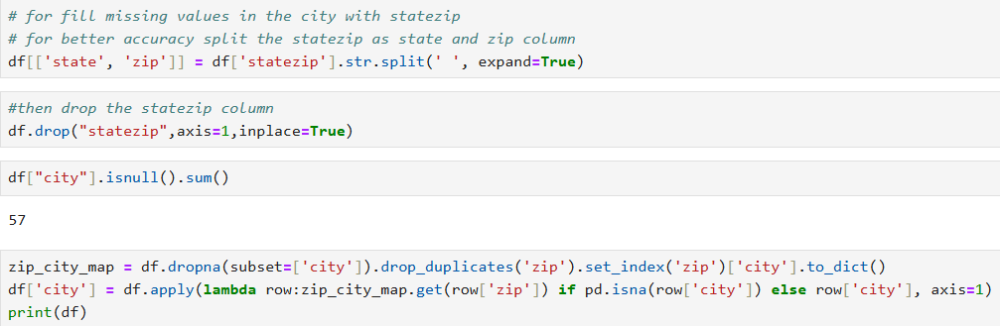 # for fill missing values in the city with statezip
# for better accuracy split the statezip as state and zip column
df[['state', 'zip']] = df['statezip'].str.split(' ', expand=True)
#then drop the statezip column
df.drop("statezip",axis=1,inplace=True)
df["city"].isnull().sum()
57
zip_city_map = df.dropna(subset=['city']).drop_duplicates('zip').set_index('zip')['city'].to_dict()
df['city'] = df.apply(lambda row:zip_city_map.get(row['zip']) if pd.isna(row['city']) else row['city'], axis=1)
print(df)